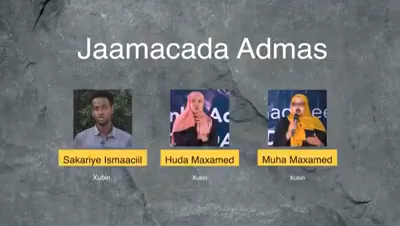 Jaamacada Admas
Sakariye Ismaaciil
Huda Maxamed
Muha Maxamed
Xubin
Xubin
Xubin